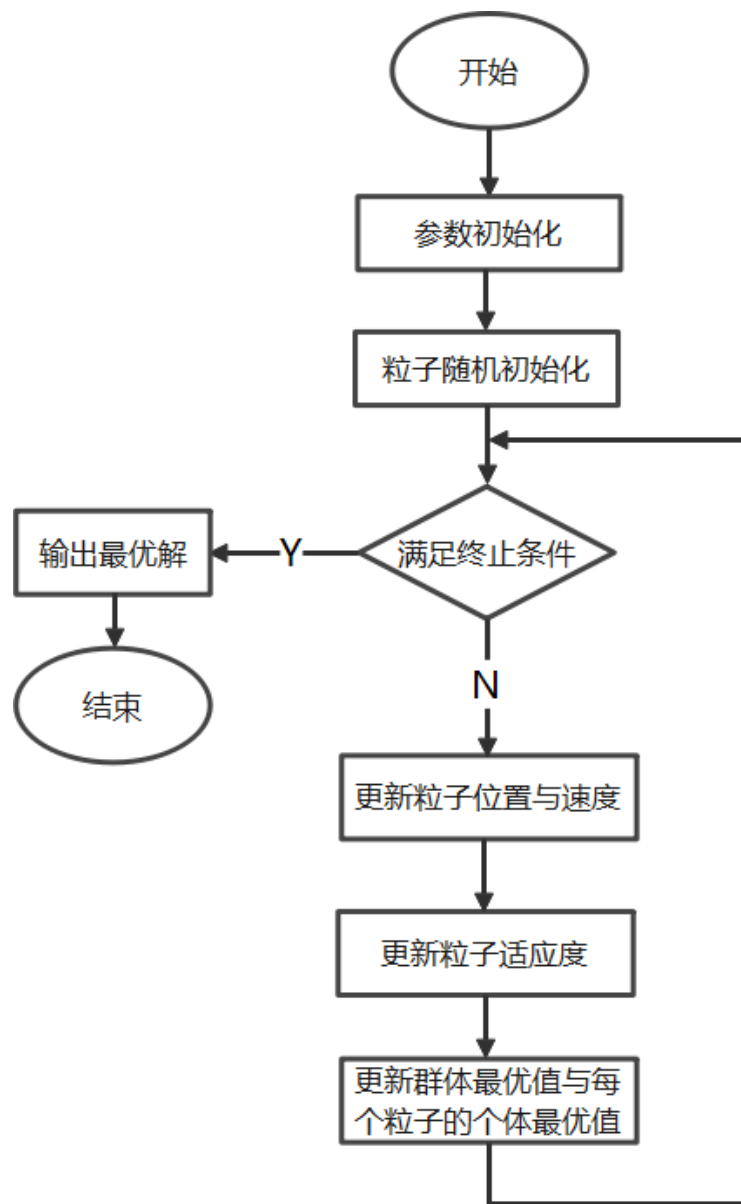 开始
参数初始化
粒子随机初始化
满足终止条件
Y
输出最优解
结束
N
更新粒子位置与速度
更新粒子适应度
更新群体最优值与每
个粒子的个体最优值